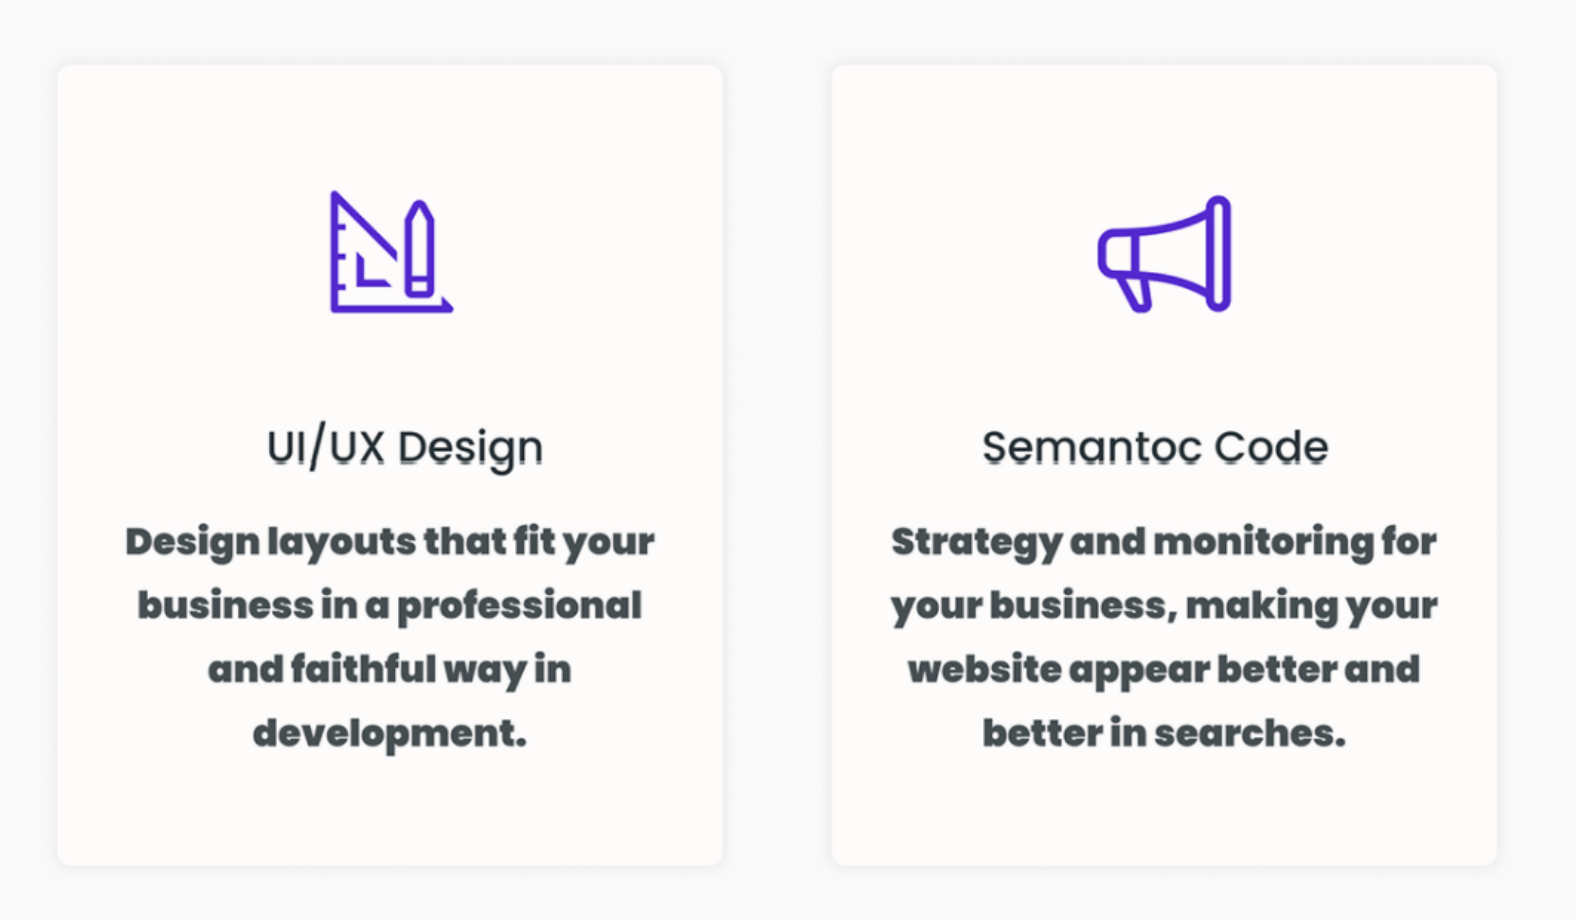 UI/UX Design
Design layouts that fit your
business in a professional
and faithful way in
development.
Semantoc Code
Strategy and monitoring for
your business, making your
website appear better and
better in searches.